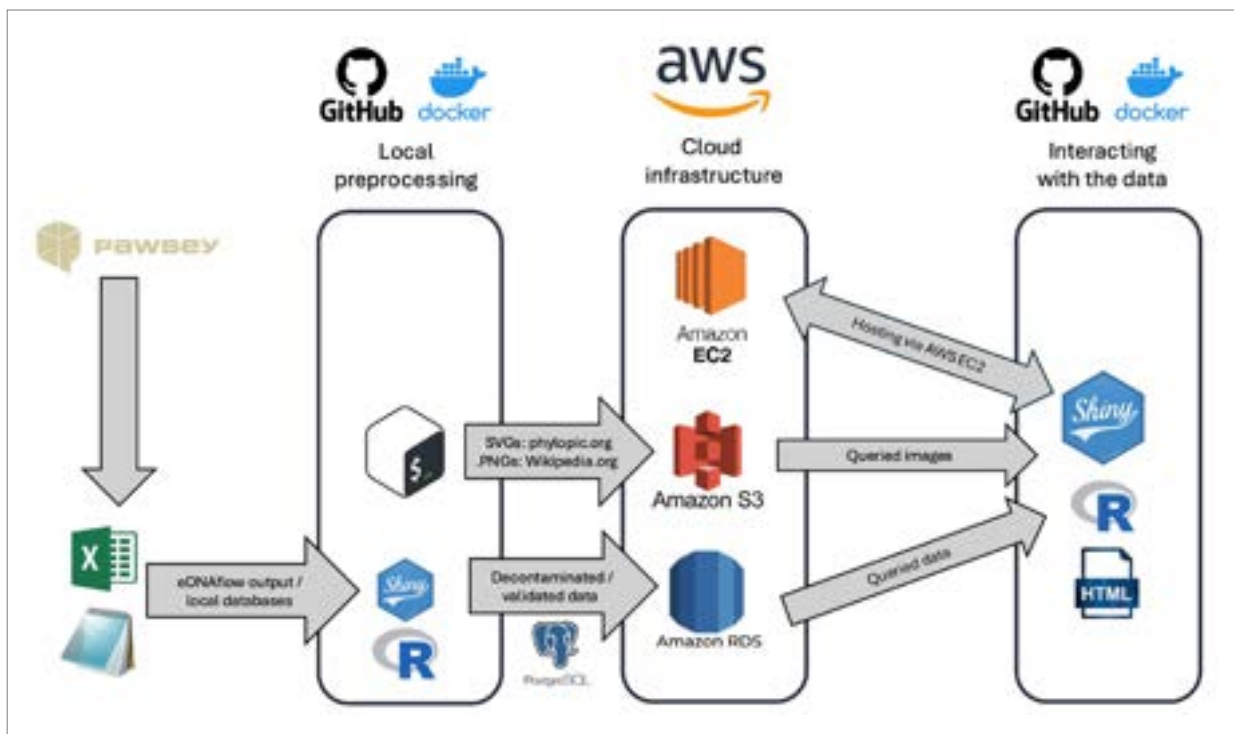 GitHub
docker
Local
preprocessing
aws
Cloud
infrastructure
GitHub
docker
Interacting
with the data
PAWSEY
Amazon
EC2
Hosting via AWS EC2
Shiny
$_
SVGs: phylopic.org
.PNGs: Wikipedia.org
Amazon S3
Queried images
R
X
eDNAflow output /
local databases
Shiny
R
Decontaminated /
validated data
PostgreSQL
Amazon RDS
Queried data
HTML